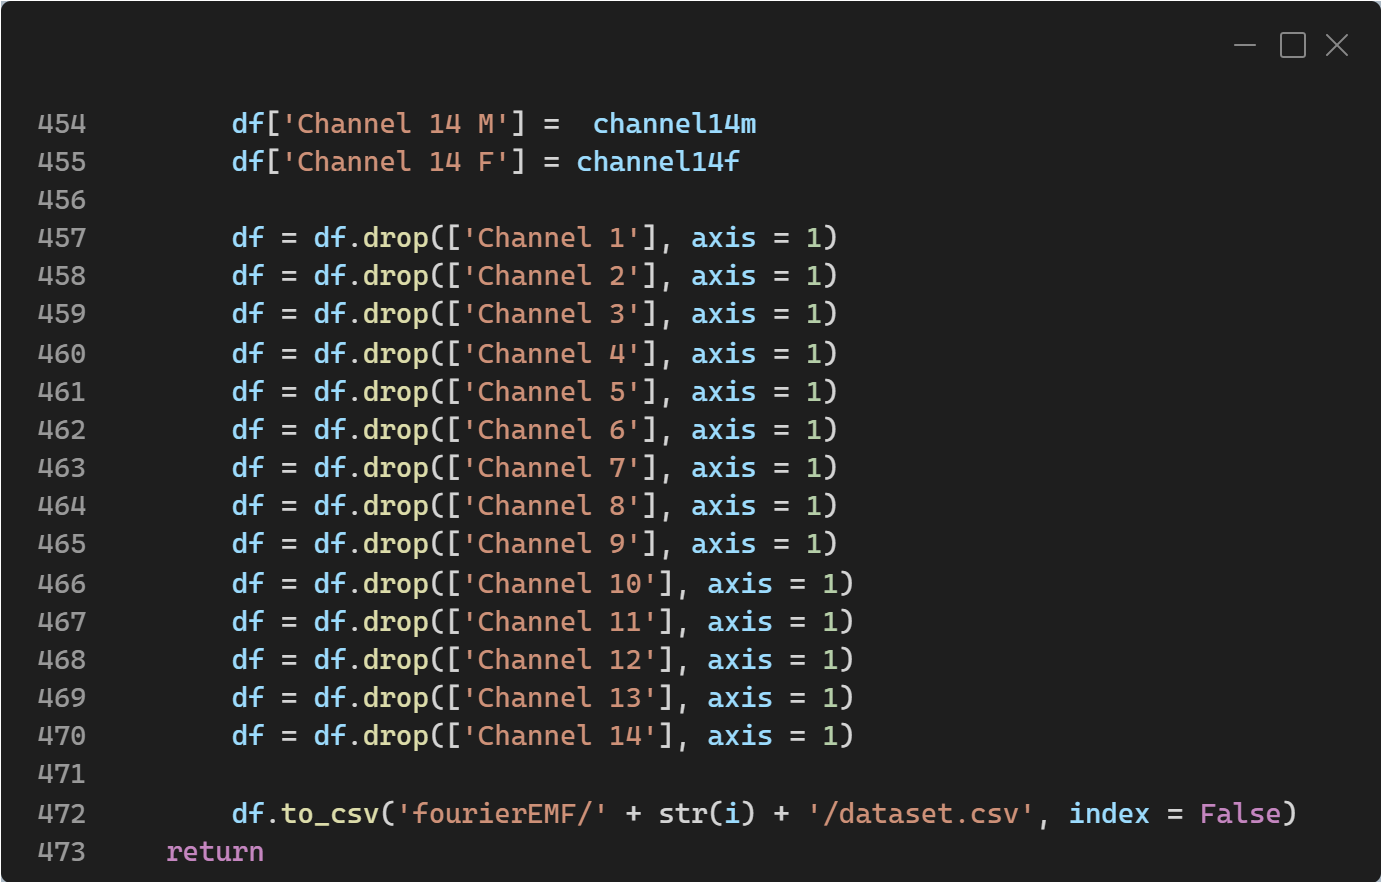 454         df['Channel 14 M'] =  channel14m
455         df['Channel 14 F'] = channel14f
456
457         df = df.drop(['Channel 1'], axis = 1)
458         df = df.drop(['Channel 2'], axis = 1)
459         df = df.drop(['Channel 3'], axis = 1)
460         df = df.drop(['Channel 4'], axis = 1)
461         df = df.drop(['Channel 5'], axis = 1)
462         df = df.drop(['Channel 6'], axis = 1)
463         df = df.drop(['Channel 7'], axis = 1)
464         df = df.drop(['Channel 8'], axis = 1)
465         df = df.drop(['Channel 9'], axis = 1)
466         df = df.drop(['Channel 10'], axis = 1)
467         df = df.drop(['Channel 11'], axis = 1)
468         df = df.drop(['Channel 12'], axis = 1)
469         df = df.drop(['Channel 13'], axis = 1)
470         df = df.drop(['Channel 14'], axis = 1)
471
472         df.to_csv('fourierEMF/' + str(i) + '/dataset.csv', index = False)
473     return